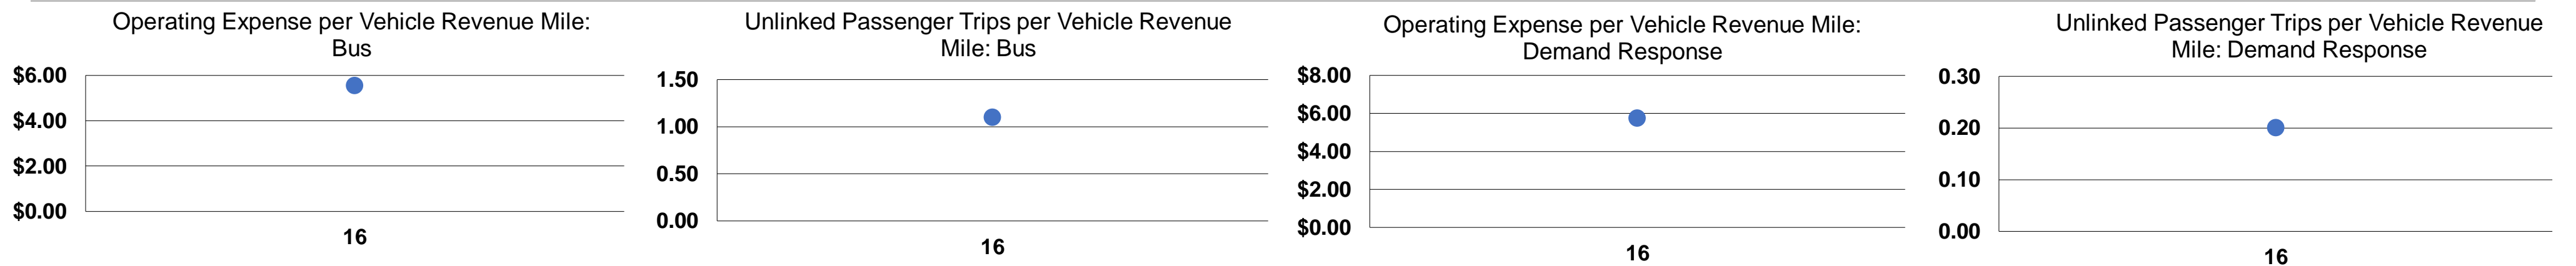 Operating Expense per Vehicle Revenue Mile:
Bus
$6.00
$4.00
$2.00
$0.00
16
Unlinked Passenger Trips per Vehicle Revenue
Mile: Bus
1.50
1.00
0.50
0.00
16
Operating Expense per Vehicle Revenue Mile:
Demand Response
$8.00
$6.00
$4.00
$2.00
$0.00
16
Unlinked Passenger Trips per Vehicle Revenue
Mile: Demand Response
0.30
0.20
0.10
0.00
16